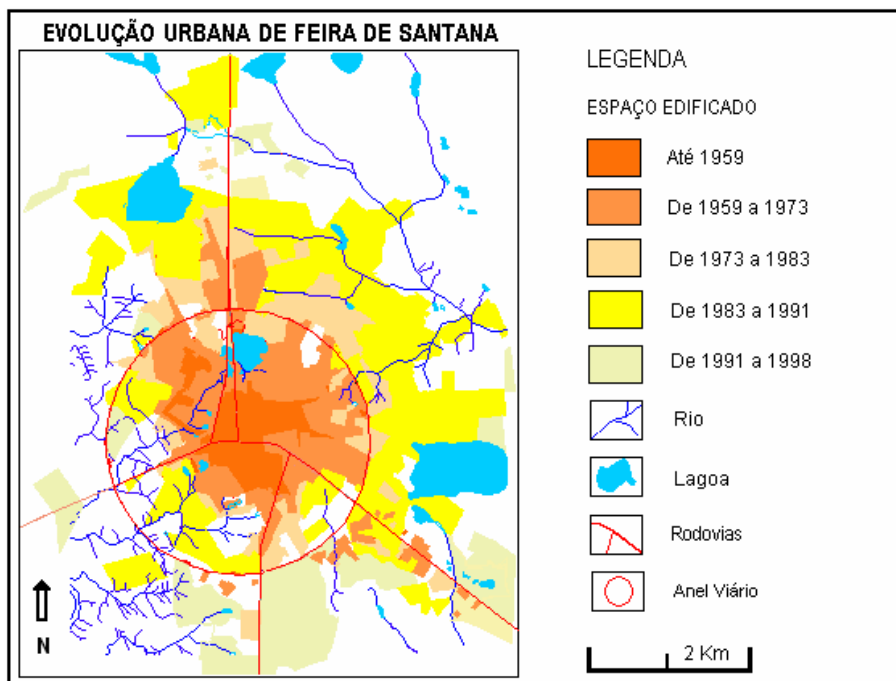 EVOLUÇÃO URBANA DE FEIRA DE SANTANA
N
LEGENDA
ESPAÇO EDIFICADO
Até 1959
De 1959 a 1973
De 1973 a 1983
De 1983 a 1991
De 1991 a 1998
Rio
Lagoa
Rodovias
Anel Viário
2 Km